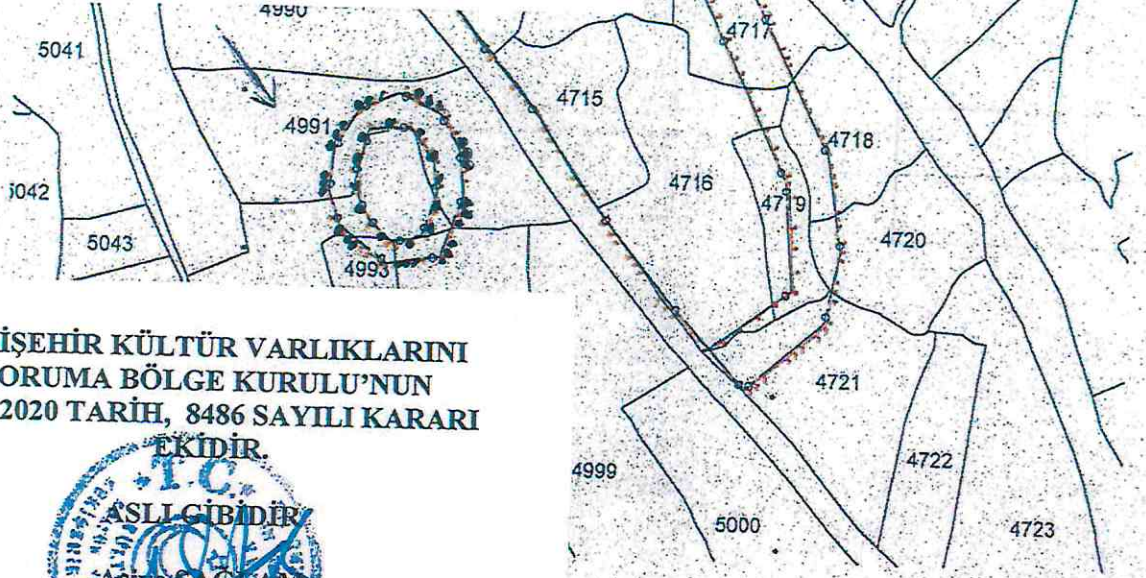 4990
5041
4717
4715
4991
4718
4716
5042
4719
5043
4720
4993
İŞEHİR KÜLTÜR VARLIKLARINI
ORUMA BÖLGE KURULU'NUN
2020 TARİH, 8486 SAYILI KARARI
EKİDİR.
T.C.
ASLI GİBİDİR
4721
4999
4722
5000
4723